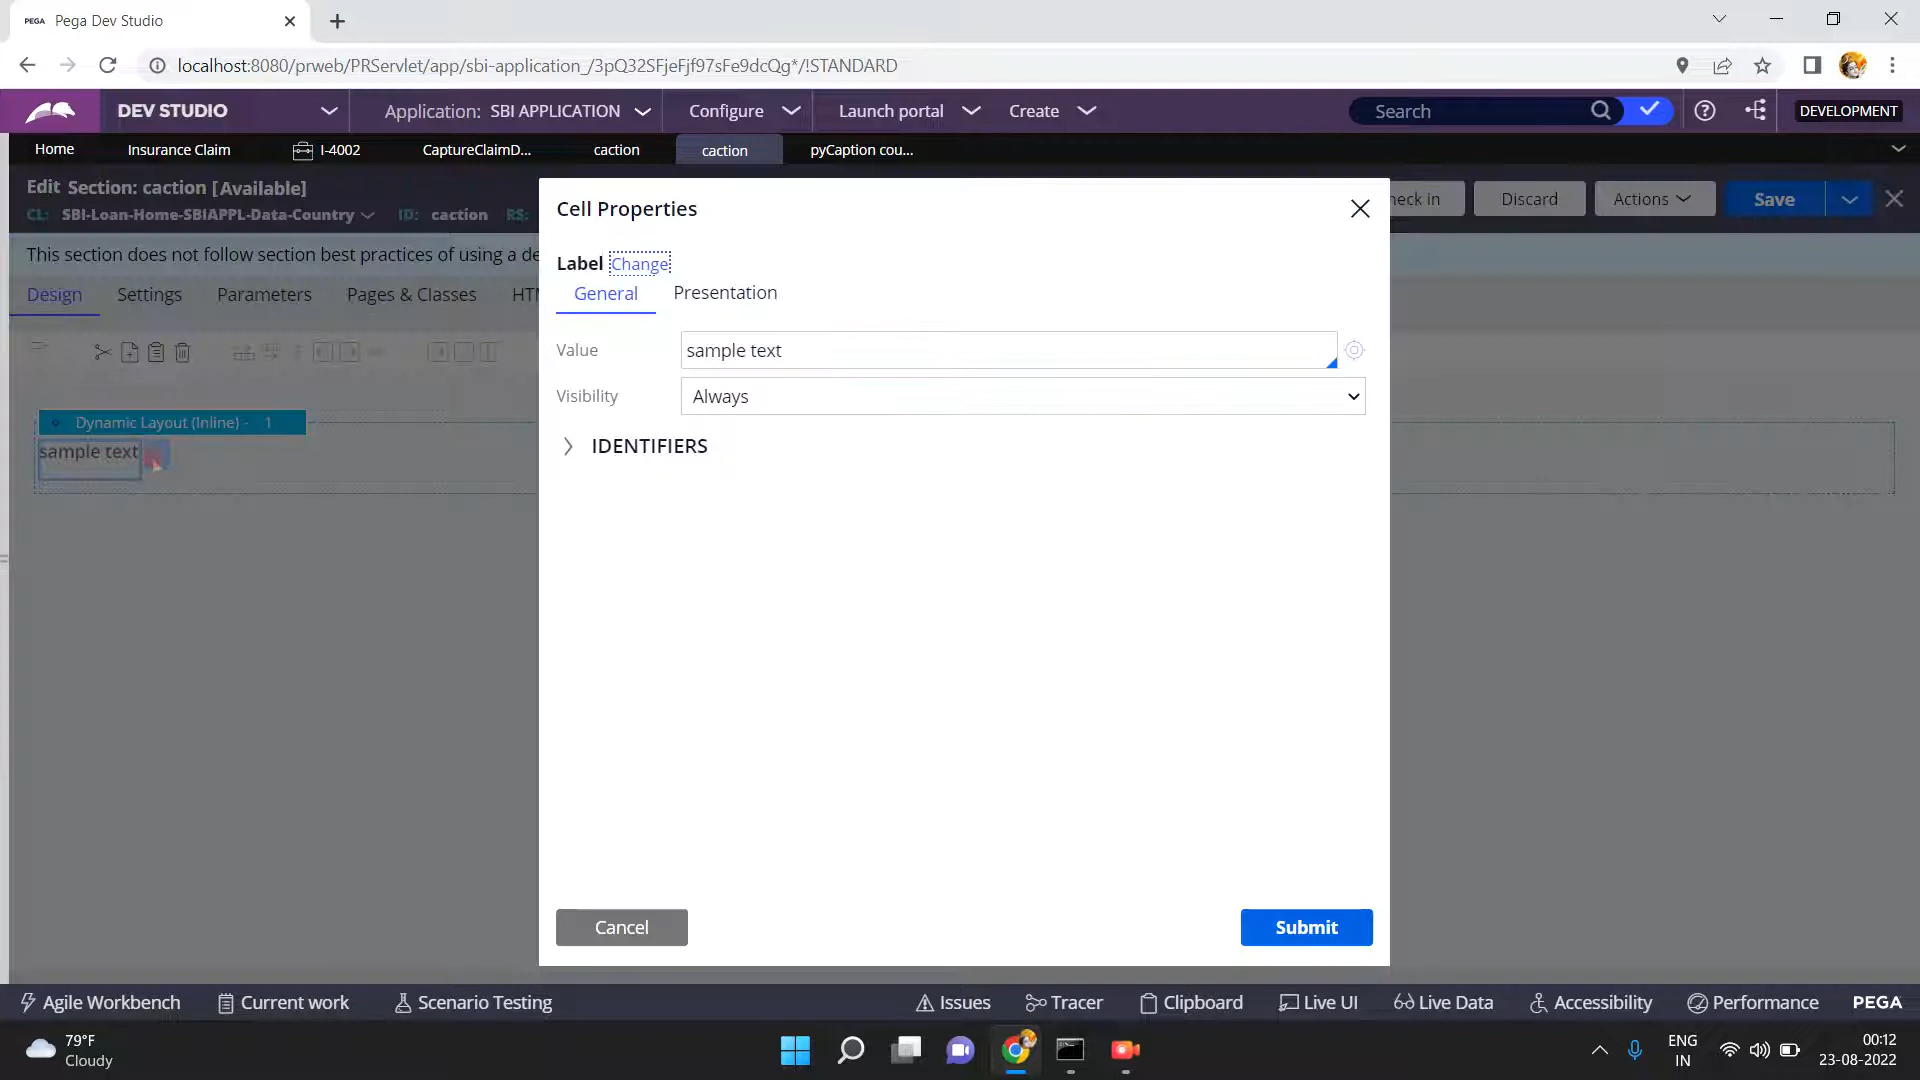 PEGA Pega Dev Studio
localhost:8080/prweb/PRServlet/app/sbi-application_/3pQ32SFjeFjf97sFe9dcQg*/!STANDARD
DEV STUDIO Application: SBI APPLICATION Configure Launch portal Create Search DEVELOPMENT
Home Insurance Claim I-4002 CaptureClaimD... caction caction pyCaption cou...
Edit Section: caction [Available]
CL: SBI-Loan-Home-SBIAPPL-Data-Country ID: caction RS:
heck in Discard Actions Save
This section does not follow section best practices of using a de
Design Settings Parameters Pages & Classes HTM
Dynamic Layout (Inline) - 1
sample text
Cell Properties
Label Change
General Presentation
Value sample text
Visibility Always
IDENTIFIERS
Cancel Submit
Agile Workbench Current work Scenario Testing Issues Tracer Clipboard Live UI Live Data Accessibility Performance PEGA
79°F
Cloudy
ENG
IN
00:12
23-08-2022